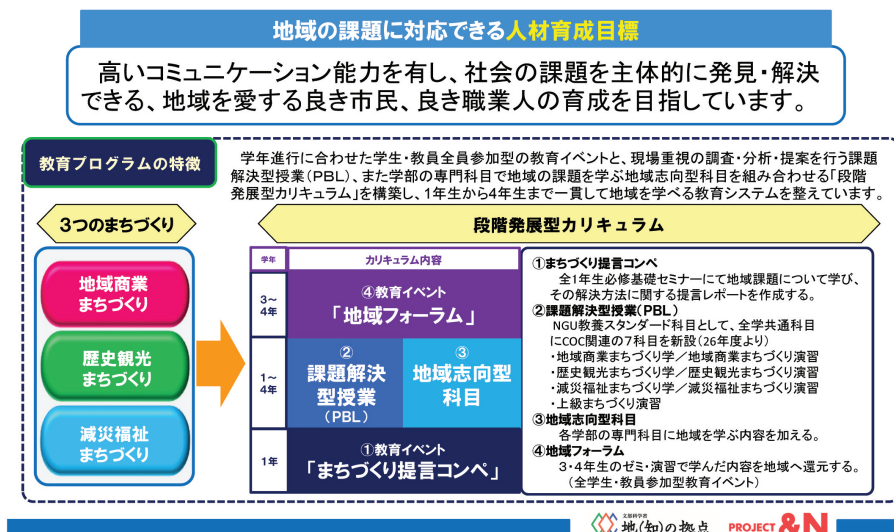 地域の課題に対応できる人材育成目標
高いコミュニケーション能力を有し、社会の課題を主体的に発見・解決
できる、地域を愛する良き市民、良き職業人の育成を目指しています。
教育プログラムの特徴
学年進行に合わせた学生・教員全員参加型の教育イベントと、現場重視の調査・分析・提案を行う課題
解決型授業(PBL)、また学部の専門科目で地域の課題を学ぶ地域志向型科目を組み合わせる「段階
発展型カリキュラム」を構築し、1年生から4年生まで一貫して地域を学べる教育システムを整えています。
3つのまちづくり
地域商業
まちづくり
歴史観光
まちづくり
減災福祉
まちづくり
段階発展型カリキュラム
学年
カリキュラム内容
3~
4年
④教育イベント
「地域フォーラム」
1~
4年
②
課題解決
型授業
(PBL)
③
地域志向型
科目
1年
①教育イベント
「まちづくり提言コンペ」
①まちづくり提言コンペ
全1年生必修基礎セミナーにて地域課題について学び、
その解決方法に関する提言レポートを作成する。
②課題解決型授業(PBL)
NGU教養スタンダード科目として、全学共通科目
にCOC関連の7科目を新設(26年度より)
・地域商業まちづくり学/地域商業まちづくり演習
・歴史観光まちづくり学/歴史観光まちづくり演習
・減災福祉まちづくり学/減災福祉まちづくり演習
・上級まちづくり演習
③地域志向型科目
各学部の専門科目に地域を学ぶ内容を加える。
④地域フォーラム
3・4年生のゼミ・演習で学んだ内容を地域へ還元する。
(全学生・教員参加型教育イベント)
文部科学省
地(知)の拠点
PROJECT &N